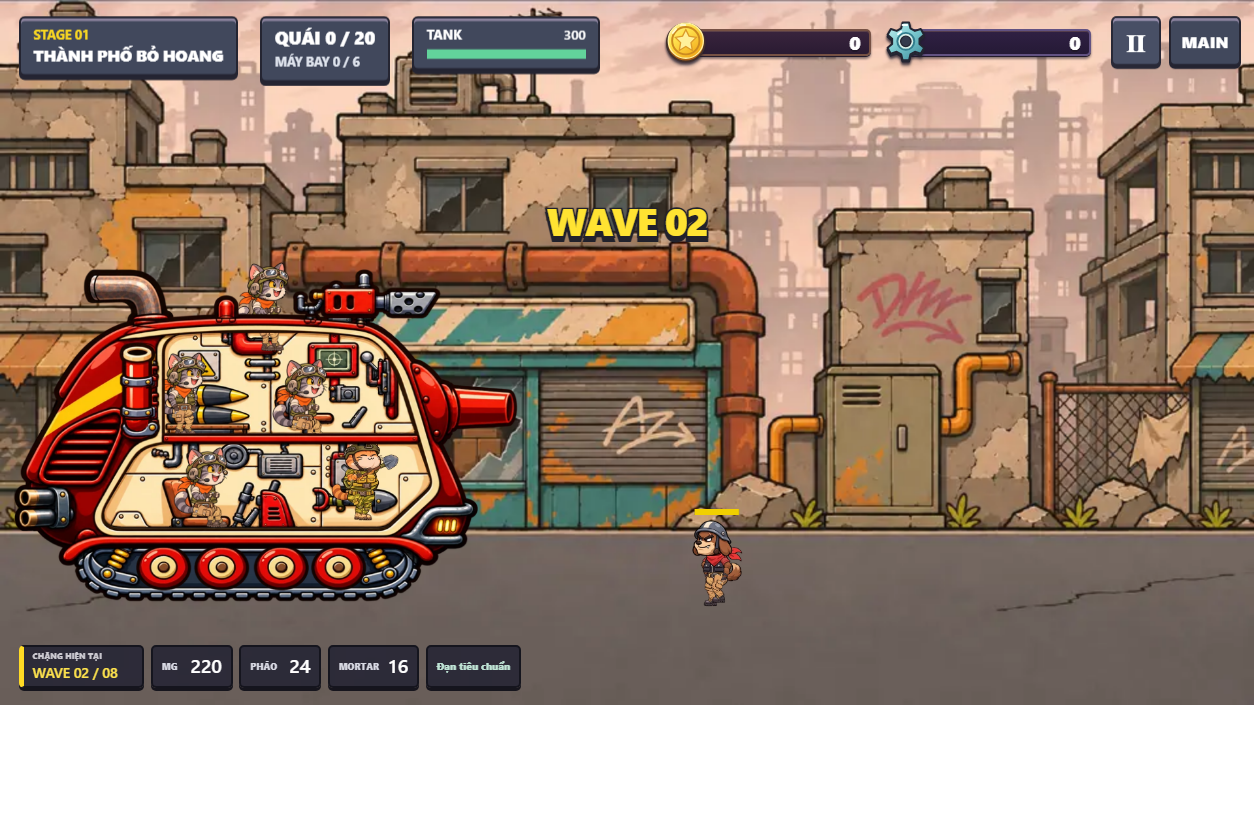 STAGE 01
THÀNH PHỐ BỎ HOANG
QUÁI 0 / 20
MÁY BAY 0 / 6
TANK 300
0
0
II
MAIN
WAVE 02
AZ
CHẶNG HIỆN TẠI
WAVE 02 / 08
MG 220
PHÁO 24
MORTAR 16
Đạn tiêu chuẩn